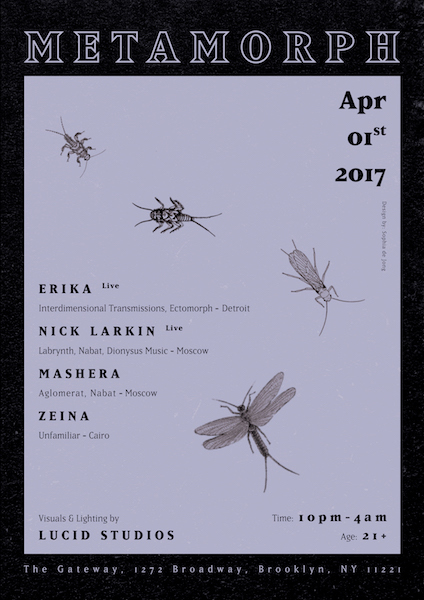 METAMORPH
Apr
01st
2017
Design by: Sophia de Jong
ERIKA Live
Interdimensional Transmissions, Ectomorph - Detroit
NICK LARKIN Live
Labrynth, Nabat, Dionysus Music - Moscow
MASHERA
Aglomerat, Nabat - Moscow
ZEINA
Unfamiliar - Cairo
Visuals & Lighting by
LUCID STUDIOS
Time: 10pm-4am
Age: 21+
The Gateway, 1272 Broadway, Brooklyn, NY 11221